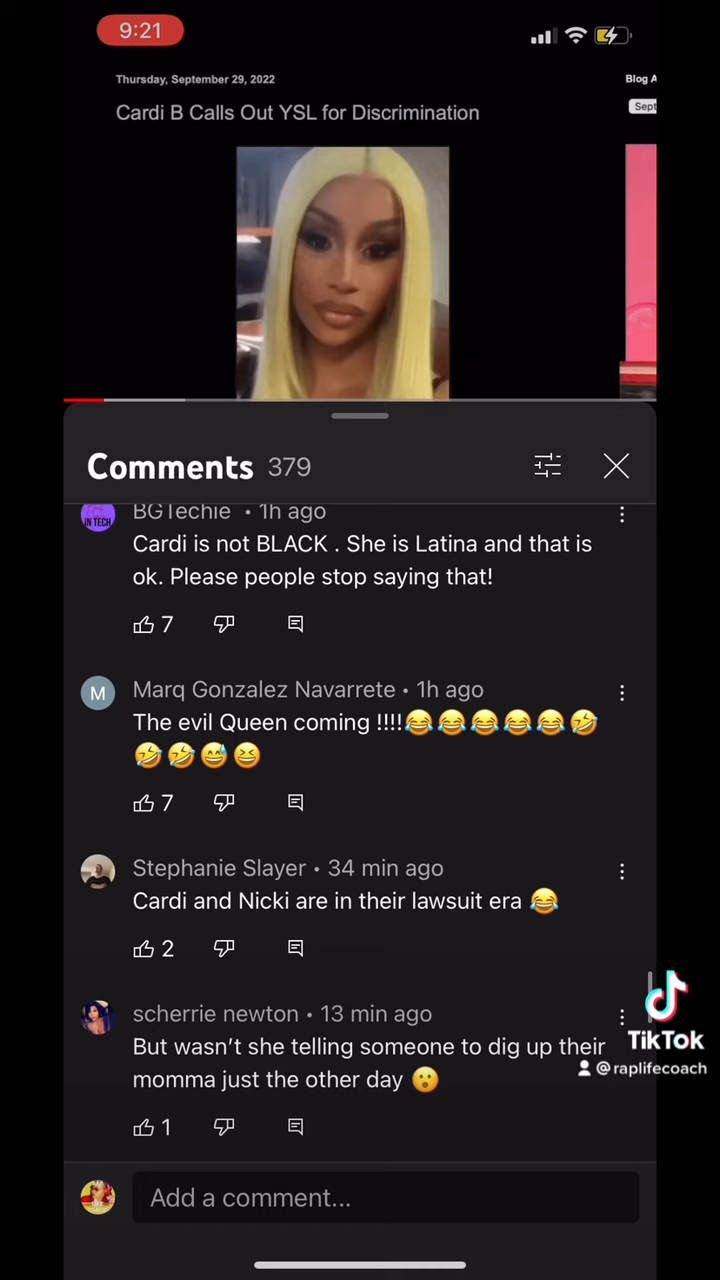 9:21
Thursday, September 29, 2022
Blog A
Cardi B Calls Out YSL for Discrimination
Sept
Comments 379
BGTechie • 1h ago
IN TECH
Cardi is not BLACK . She is Latina and that is
ok. Please people stop saying that!
7
M
Marq Gonzalez Navarrete • 1h ago
The evil Queen coming !!!!😂😂😂😂😂🤣
🤣🤣😅😆
7
Stephanie Slayer • 34 min ago
Cardi and Nicki are in their lawsuit era 😂
2
scherrie newton • 13 min ago
But wasn’t she telling someone to dig up their
momma just the other day 😮
1
TikTok
@raplifecoach
Add a comment...